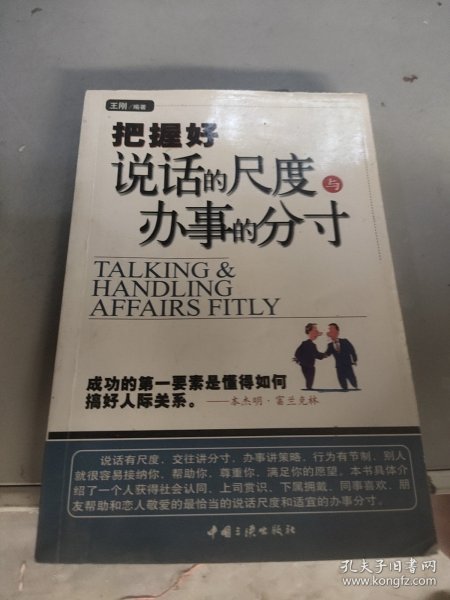 王刚/编著
把握好
说话的尺度与
办事的分寸
TALKING &
HANDLING
AFFAIRS FITLY
成功的第一要素是懂得如何
搞好人际关系。——本杰明·富兰克林
说话有尺度、交往讲分寸、办事讲策略、行为有节制、别人
就很容易接纳你、帮助你、尊重你、满足你的愿望。本书具体介
绍了一个人获得社会认同、上司赏识、下属拥戴、同事喜欢、朋
友帮助和恋人敬爱的最恰当的说话尺度和适宜的办事分寸。
中国三峡出版社
孔夫子旧书网
www.kongfz.com